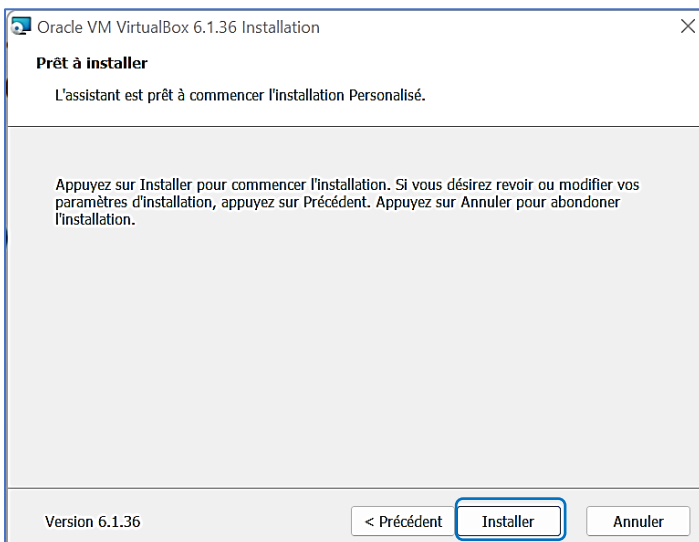 Oracle VM VirtualBox 6.1.36 Installation
Prêt à installer
L'assistant est prêt à commencer l'installation Personalisé.
Appuyez sur Installer pour commencer l'installation. Si vous désirez revoir ou modifier vos
paramètres d'installation, appuyez sur Précédent. Appuyez sur Annuler pour abondoner
l'installation.
Version 6.1.36
< Précédent
Installer
Annuler